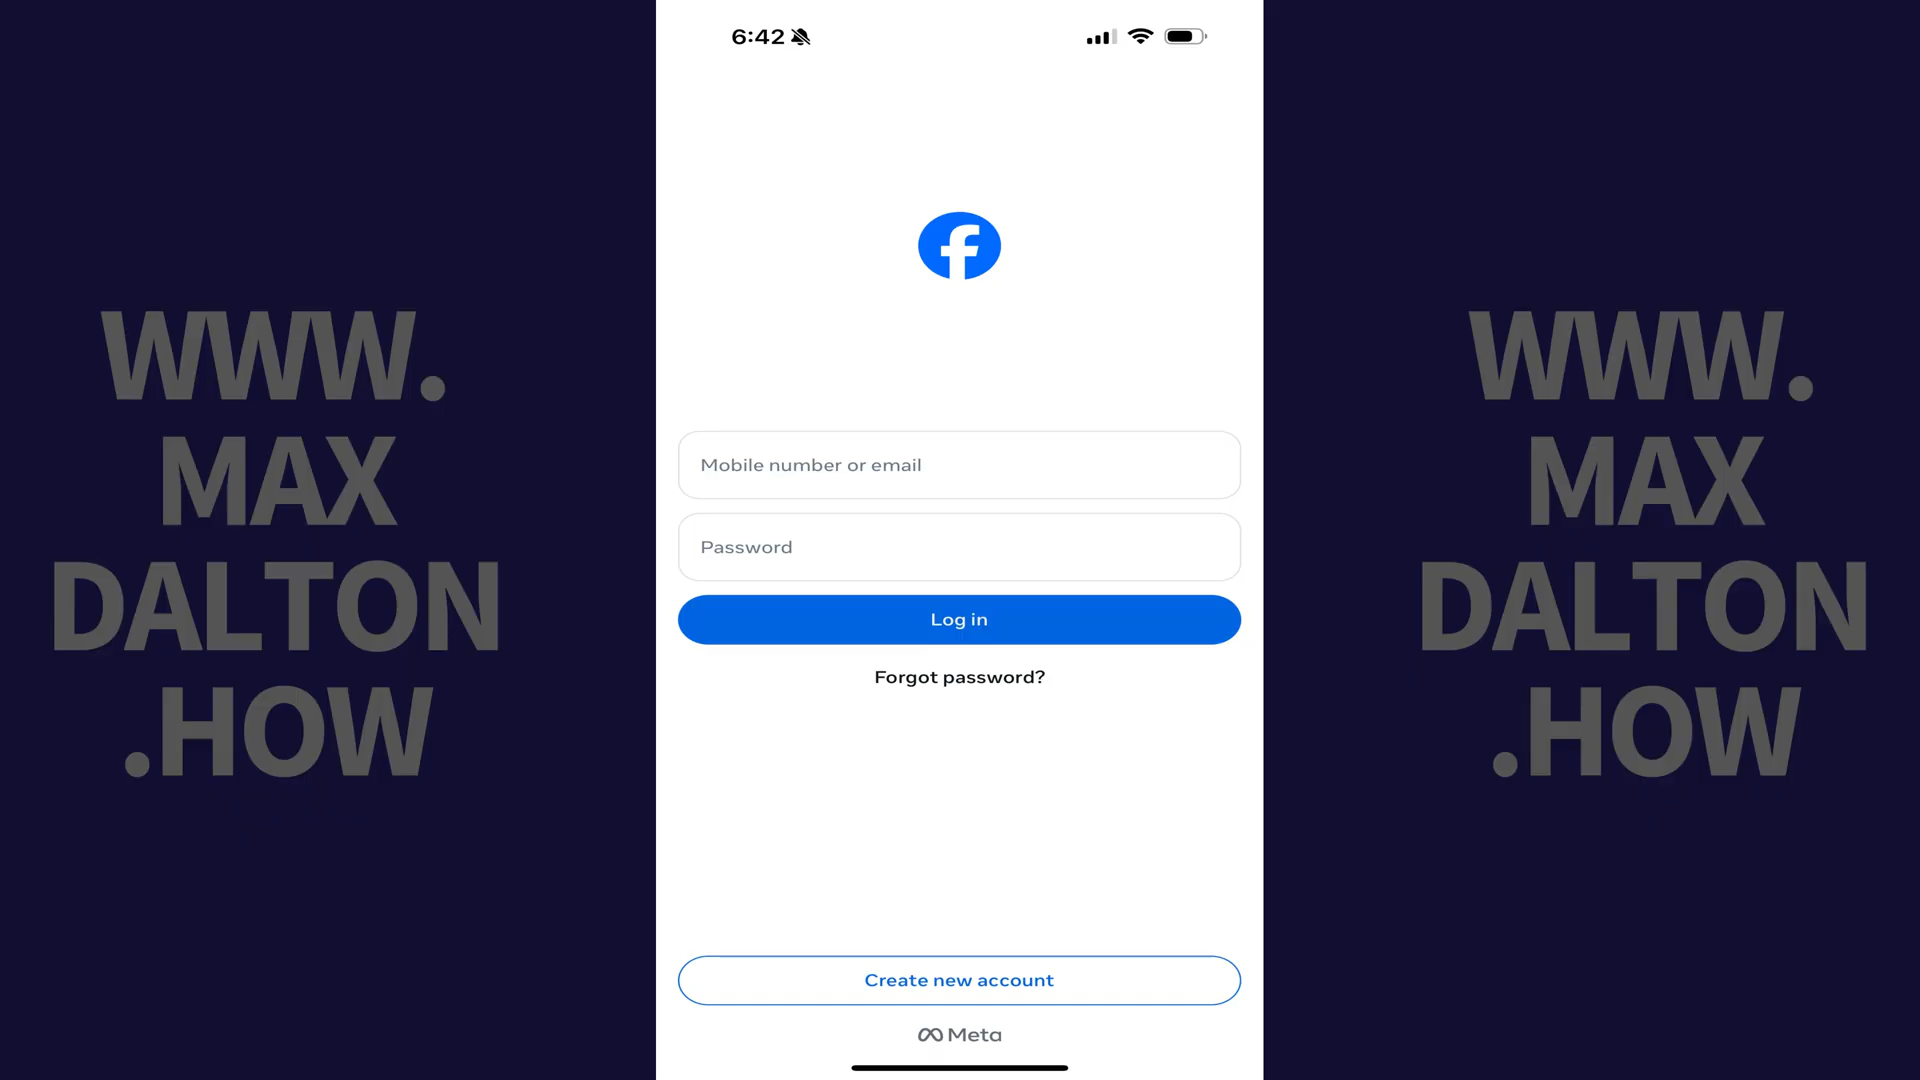 6:42
WWW.
MAX
DALTON
.HOW
Mobile number or email
Password
Log in
Forgot password?
Create new account
Meta
WWW.
MAX
DALTON
.HOW